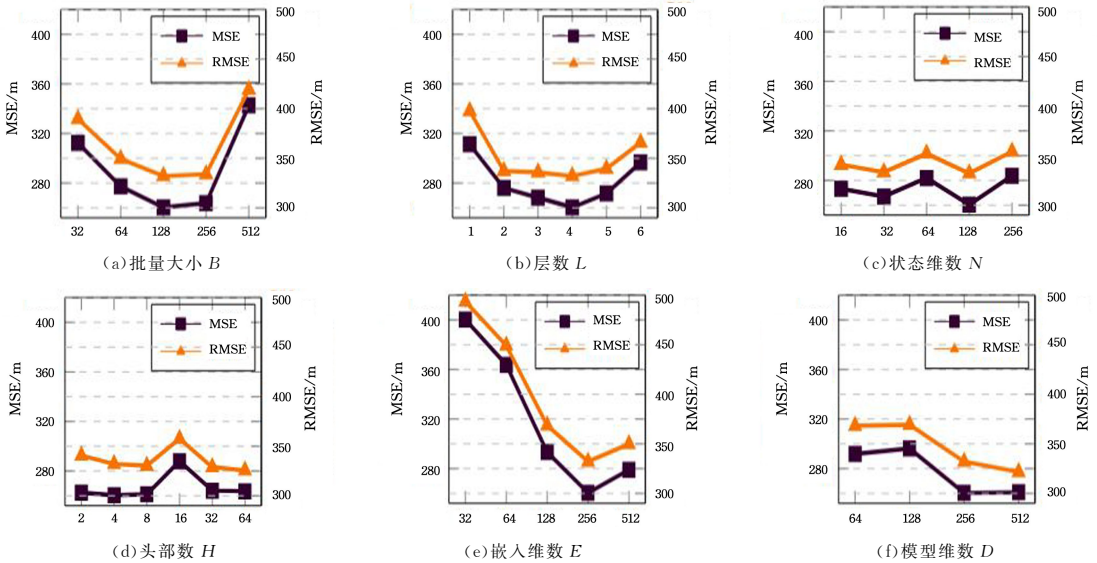 500
400
MSE
450
RMSE
360
400
320
350
280
300
MSE/m
RMSE/m
32 64 128 256 512
(a)批量大小 B
500
400
MSE
450
RMSE
360
400
320
350
280
300
MSE/m
RMSE/m
1 2 3 4 5 6
(b)层数 L
500
400
MSE
450
RMSE
360
400
320
350
280
300
MSE/m
RMSE/m
16 32 64 128 256
(c)状态维数 N
500
400
MSE
450
RMSE
360
400
320
350
280
300
MSE/m
RMSE/m
2 4 8 16 32 64
(d)头部数 H
500
400
MSE
450
RMSE
360
400
320
350
280
300
MSE/m
RMSE/m
32 64 128 256 512
(e)嵌入维数 E
500
400
MSE
450
RMSE
360
400
320
350
280
300
MSE/m
RMSE/m
64 128 256 512
(f)模型维数 D